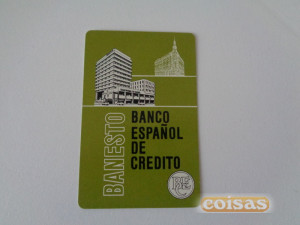 BANESTO
BANCO
ESPAÑOL
DE
CREDITO
coisas